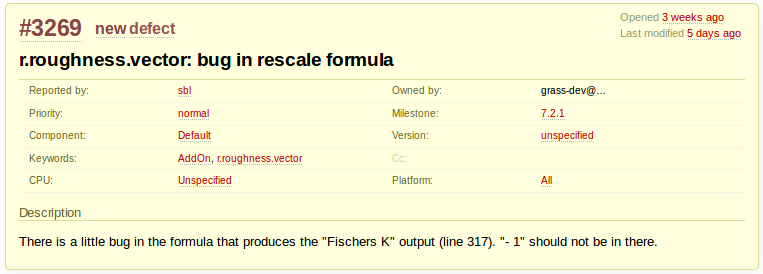 #3269 new defect
Opened 3 weeks ago
Last modified 5 days ago
r.roughness.vector: bug in rescale formula
Reported by: sbl Owned by: grass-dev@…
Priority: normal Milestone: 7.2.1
Component: Default Version: unspecified
Keywords: AddOn, r.roughness.vector Cc:
CPU: Unspecified Platform: All
Description
There is a little bug in the formula that produces the "Fischers K" output (line 317). "- 1" should not be in there.